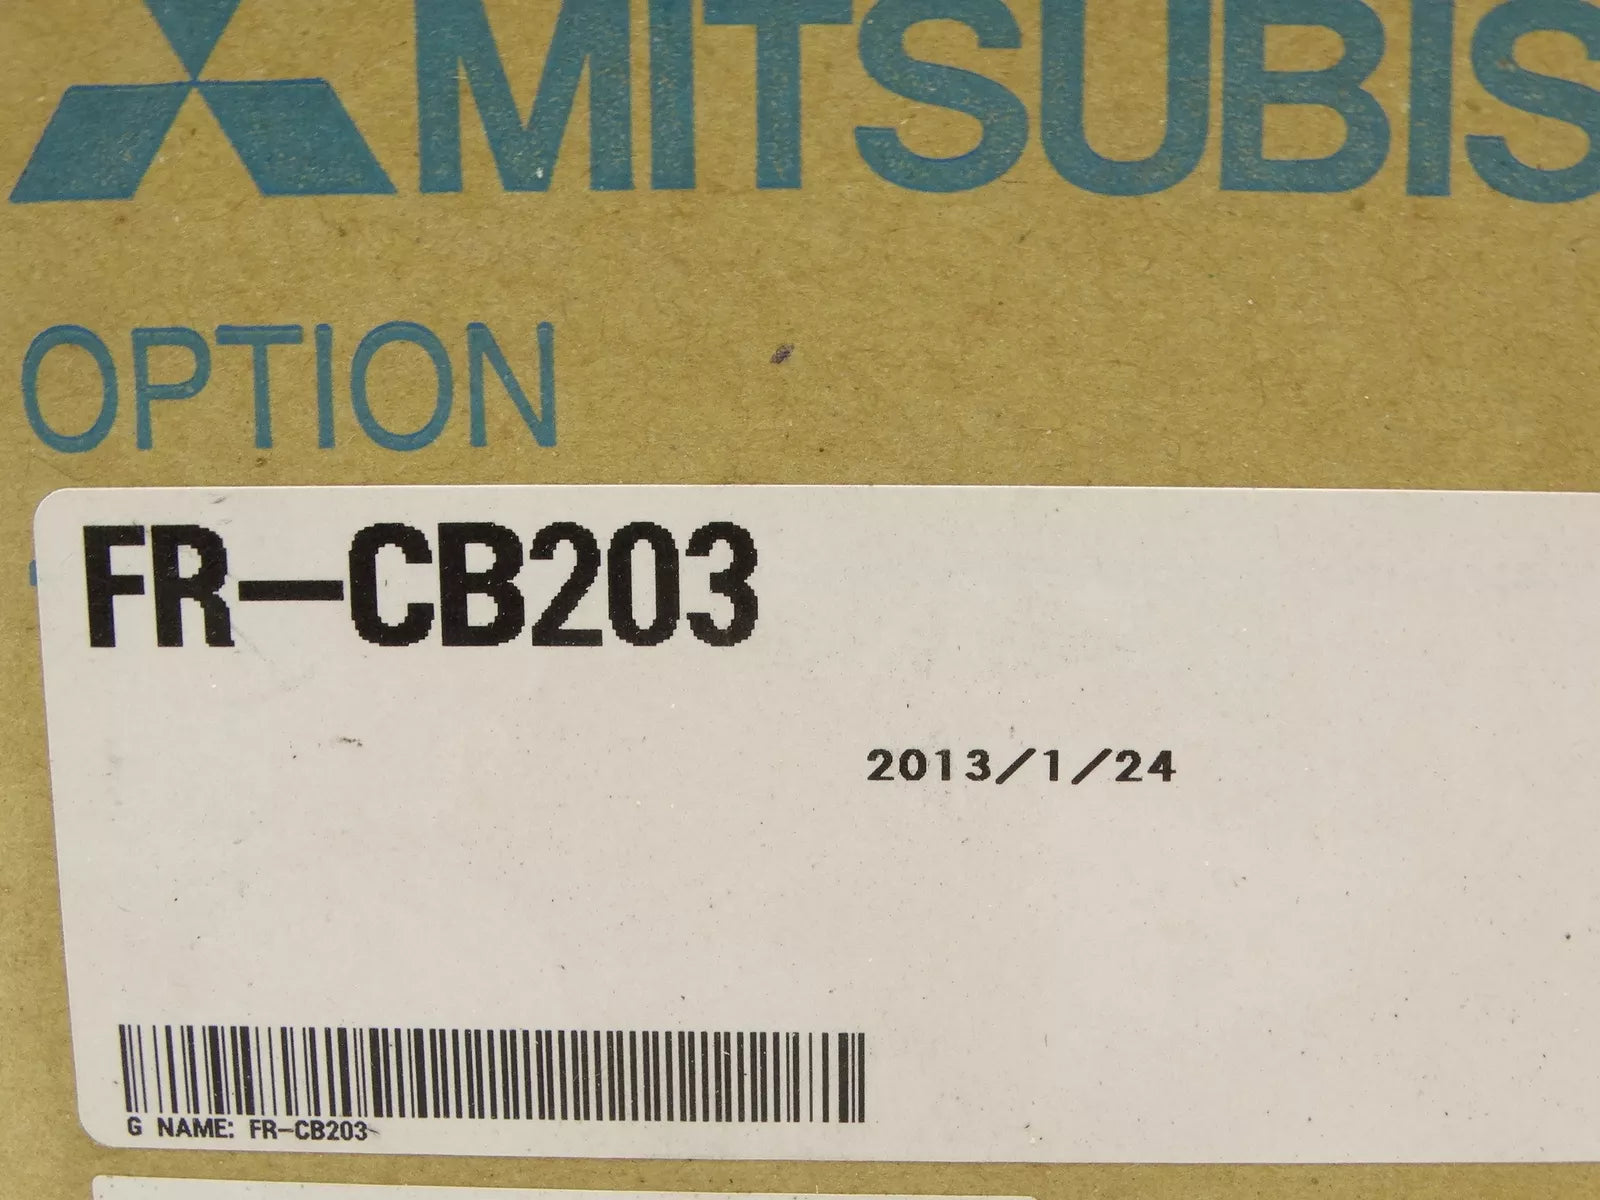 MITSUBIS
OPTION
FR-CB203
2013/1/24
G NAME: FR-CB203